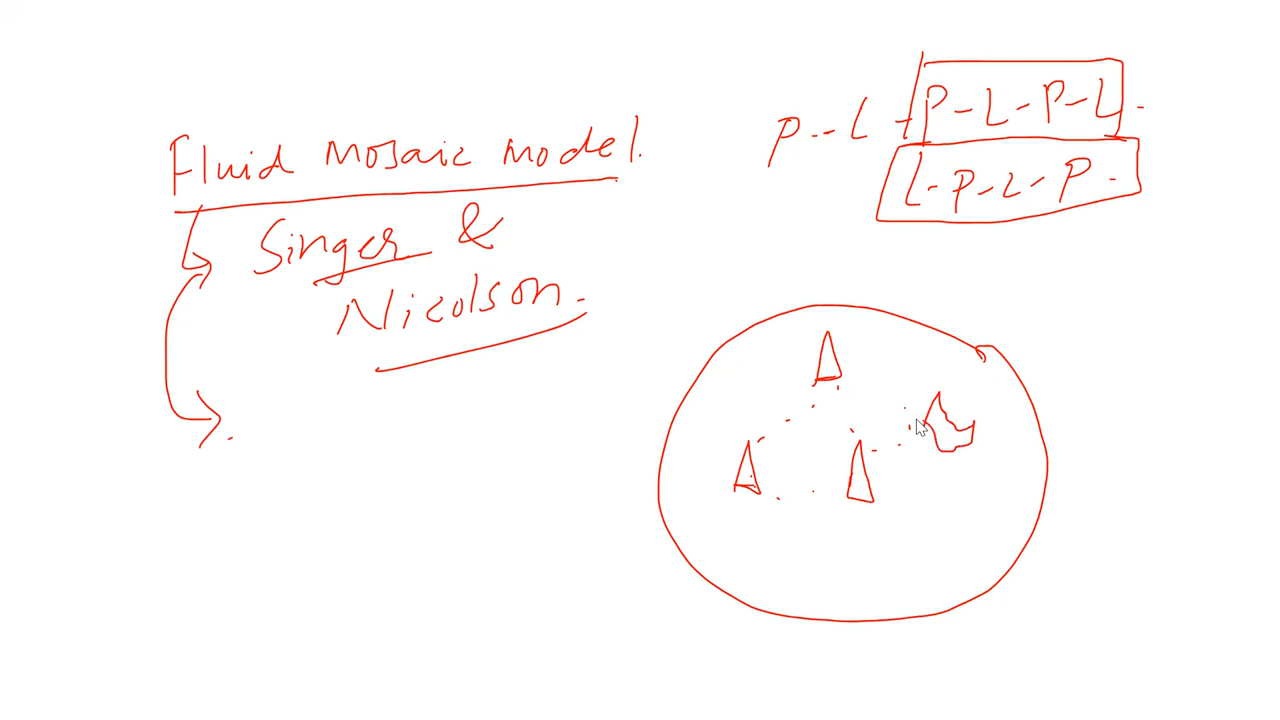 Fluid mosaic model.
Singer &
Nicolson.
P - L - P - L - P - L -
L - P - L - P -